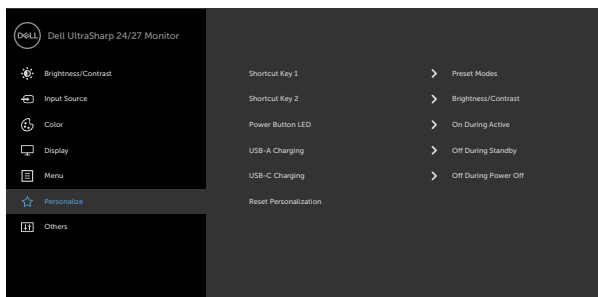 DELL Dell UltraSharp 24/27 Monitor
Brightness/Contrast Shortcut Key 1 Preset Modes
Input Source Shortcut Key 2 Brightness/Contrast
Color Power Button LED On During Active
Display USB-A Charging Off During Standby
Menu USB-C Charging Off During Power Off
Personalize Reset Personalization
Others